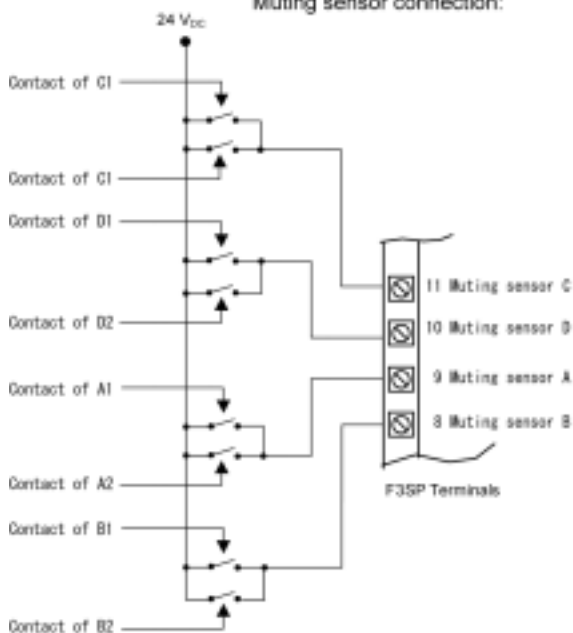 Muting sensor connection:
24 VDC
Contact of C1
Contact of C1
Contact of D1
Contact of D2
Contact of A1
Contact of A2
Contact of B1
Contact of B2
11 Muting sensor C
10 Muting sensor D
9 Muting sensor A
8 Muting sensor B
F3SP Terminals